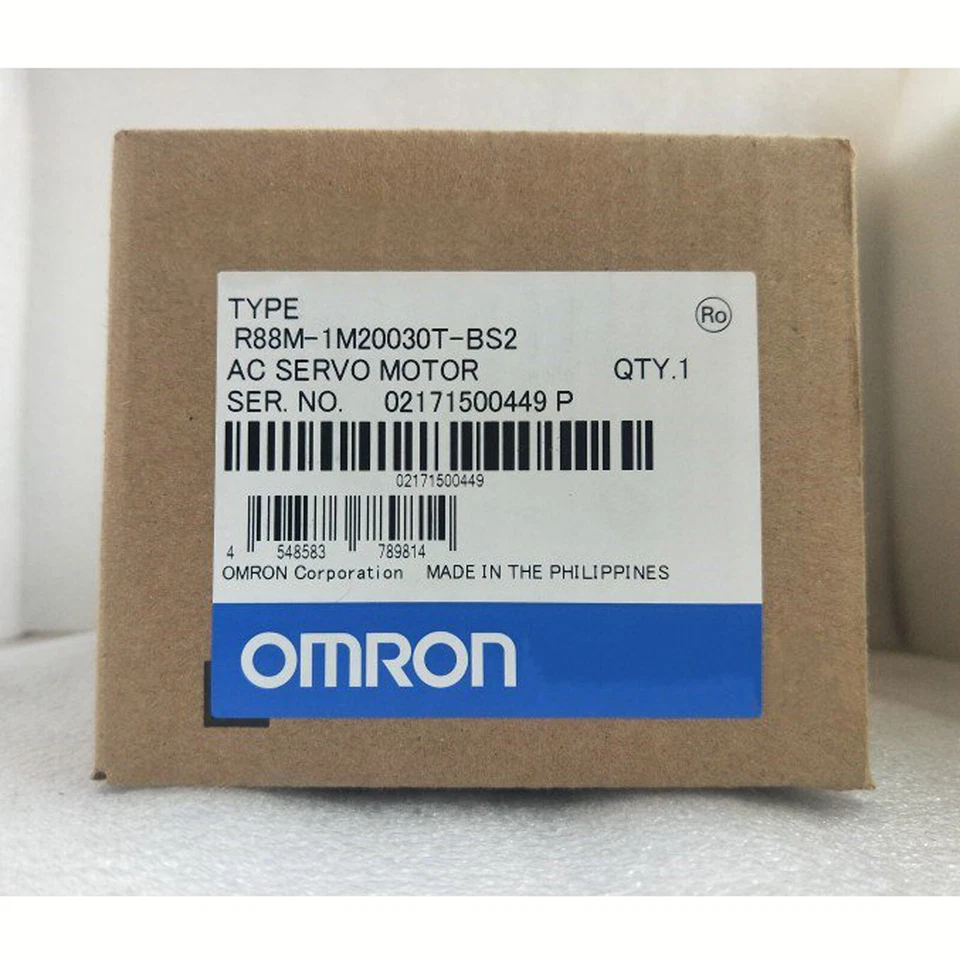 TYPE
Ro
R88M-1M20030T-BS2
AC SERVO MOTOR QTY.1
SER. NO. 02171500449 P
02171500449
4 548583 789814
OMRON Corporation MADE IN THE PHILIPPINES
OMRON